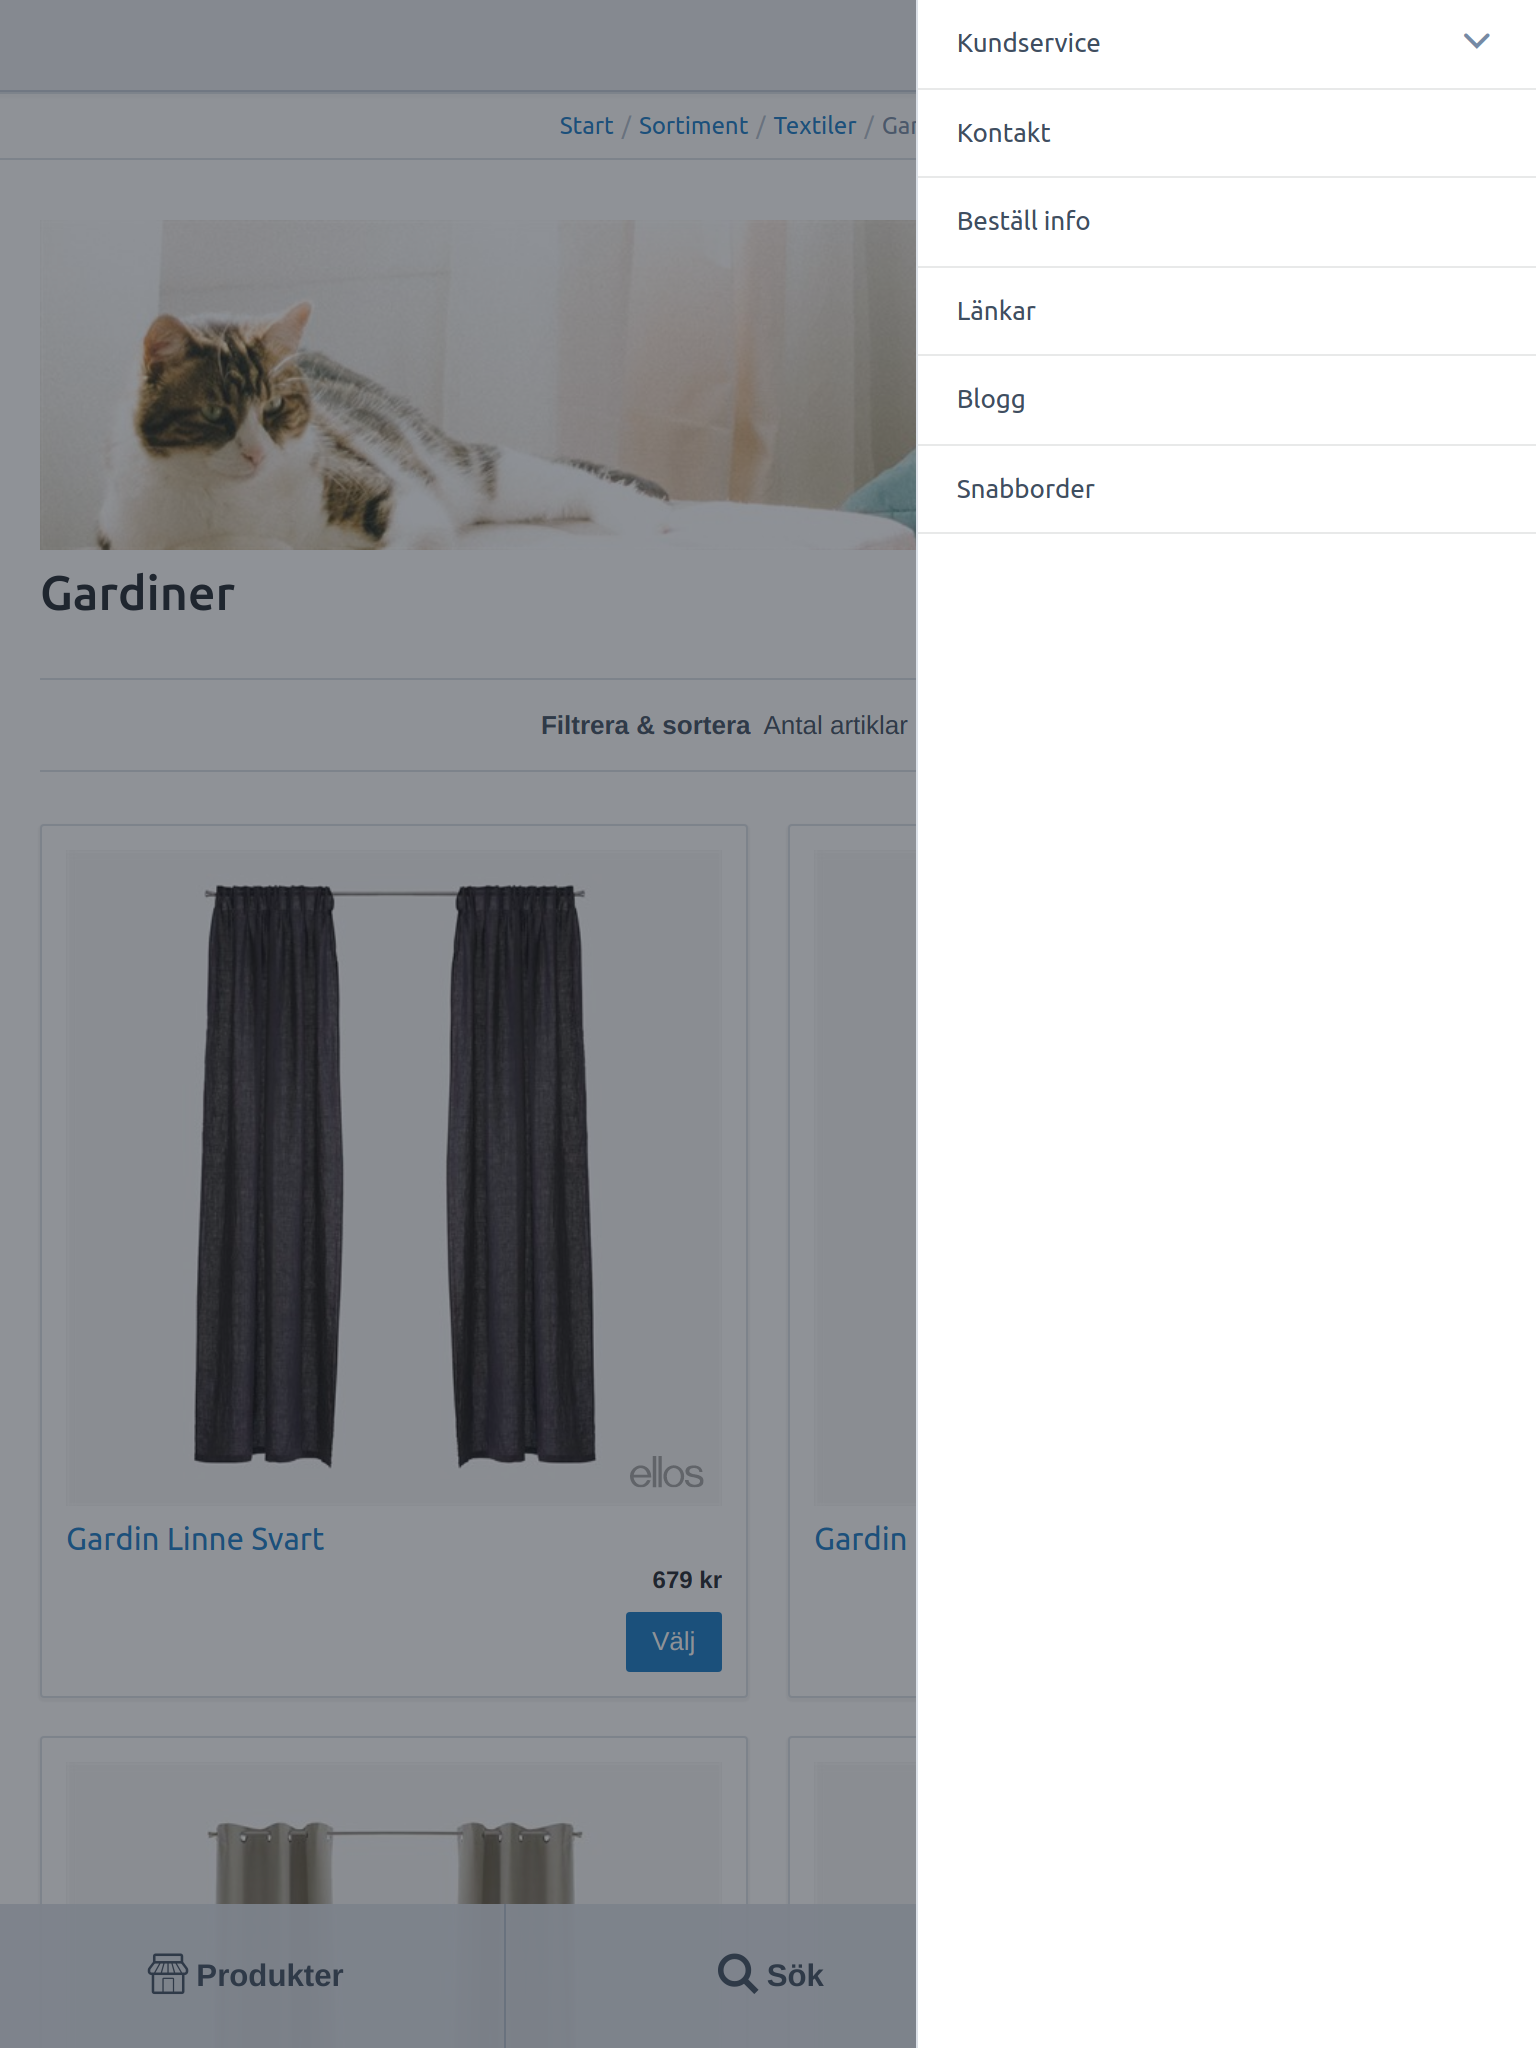 Kundservice
Kontakt
Beställ info
Länkar
Blogg
Snabborder
Start / Sortiment / Textiler /
Gardiner
Filtrera & sortera Antal artiklar
ellos
Gardin Linne Svart
679 kr
Välj
Gardin
Produkter
Sök